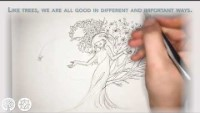 Like trees, we are all good in different and important ways.